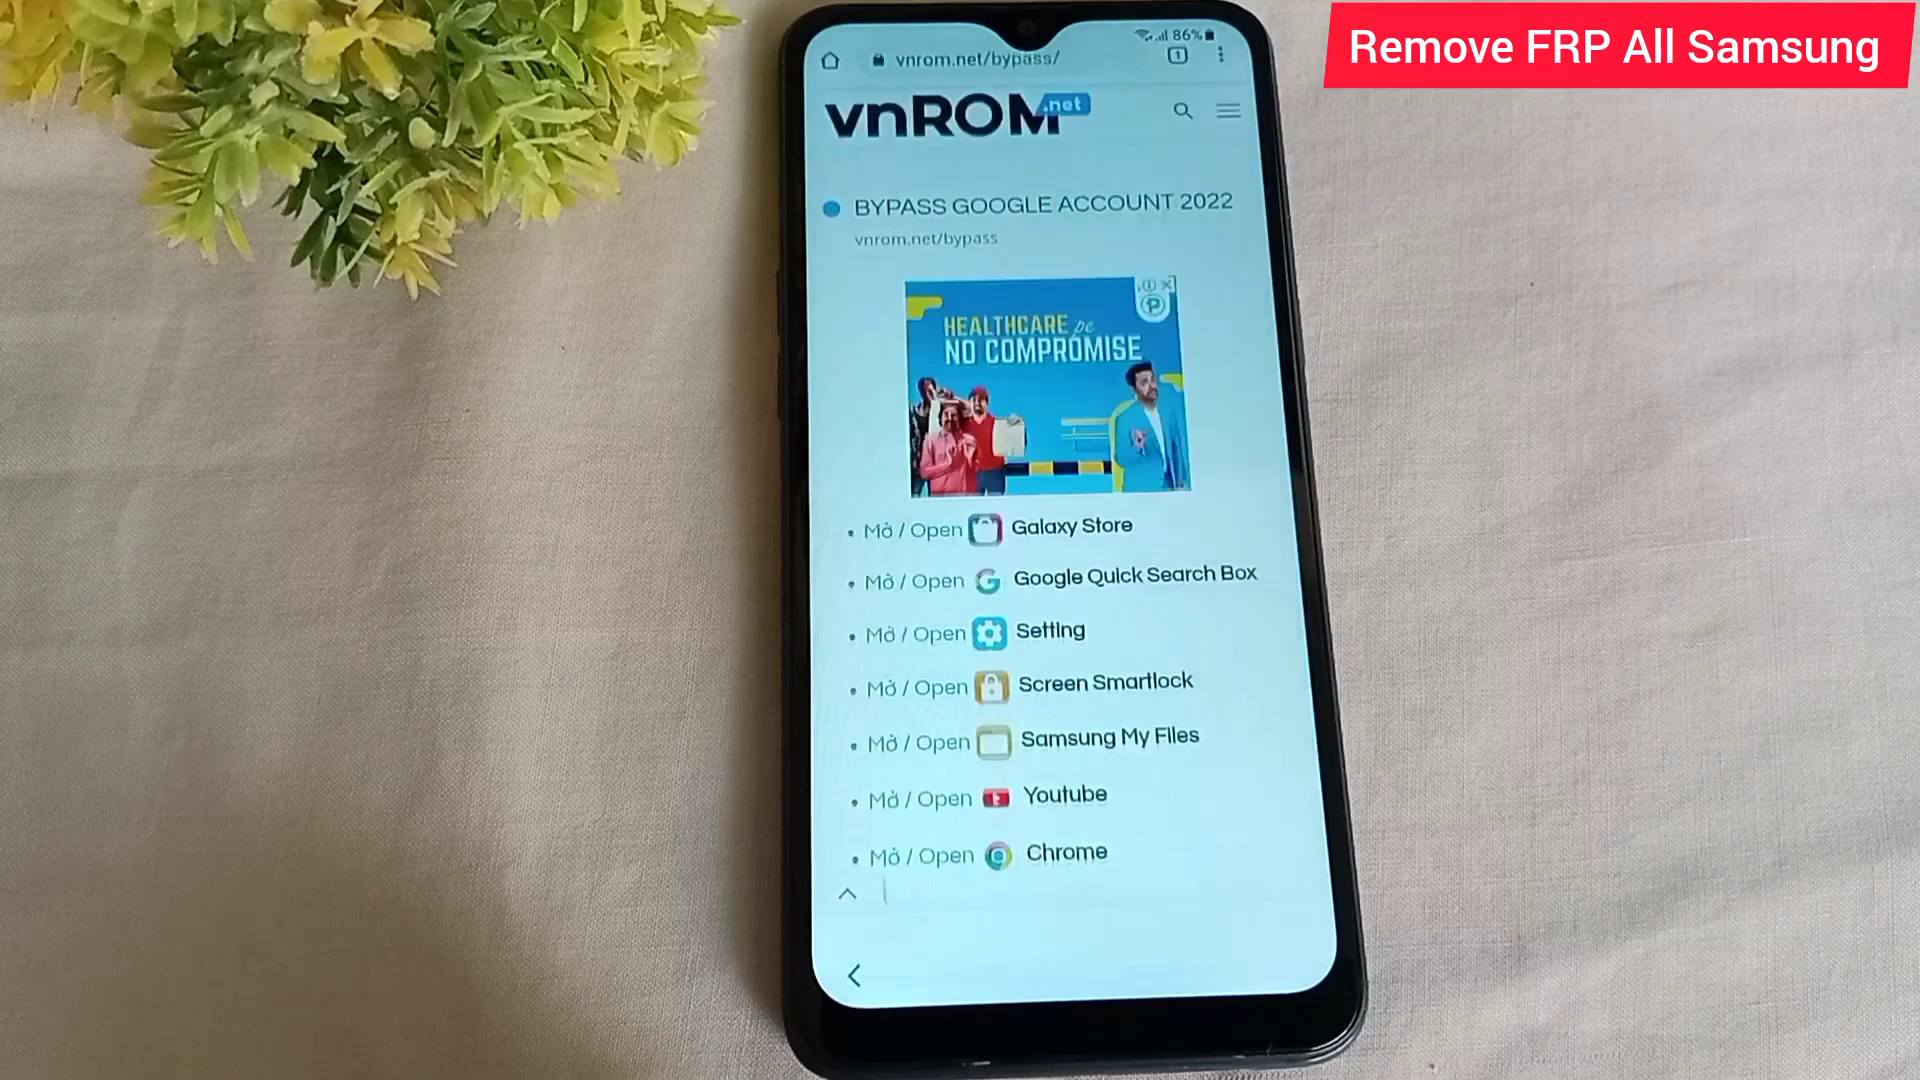 Remove FRP All Samsung
86%
vnrom.net/bypass/
1
vnROM.net
BYPASS GOOGLE ACCOUNT 2022
vnrom.net/bypass
HEALTHCARE pe
NO COMPROMISE
Mở / Open Galaxy Store
Mở / Open Google Quick Search Box
Mở / Open Setting
Mở / Open Screen Smartlock
Mở / Open Samsung My Files
Mở / Open Youtube
Mở / Open Chrome